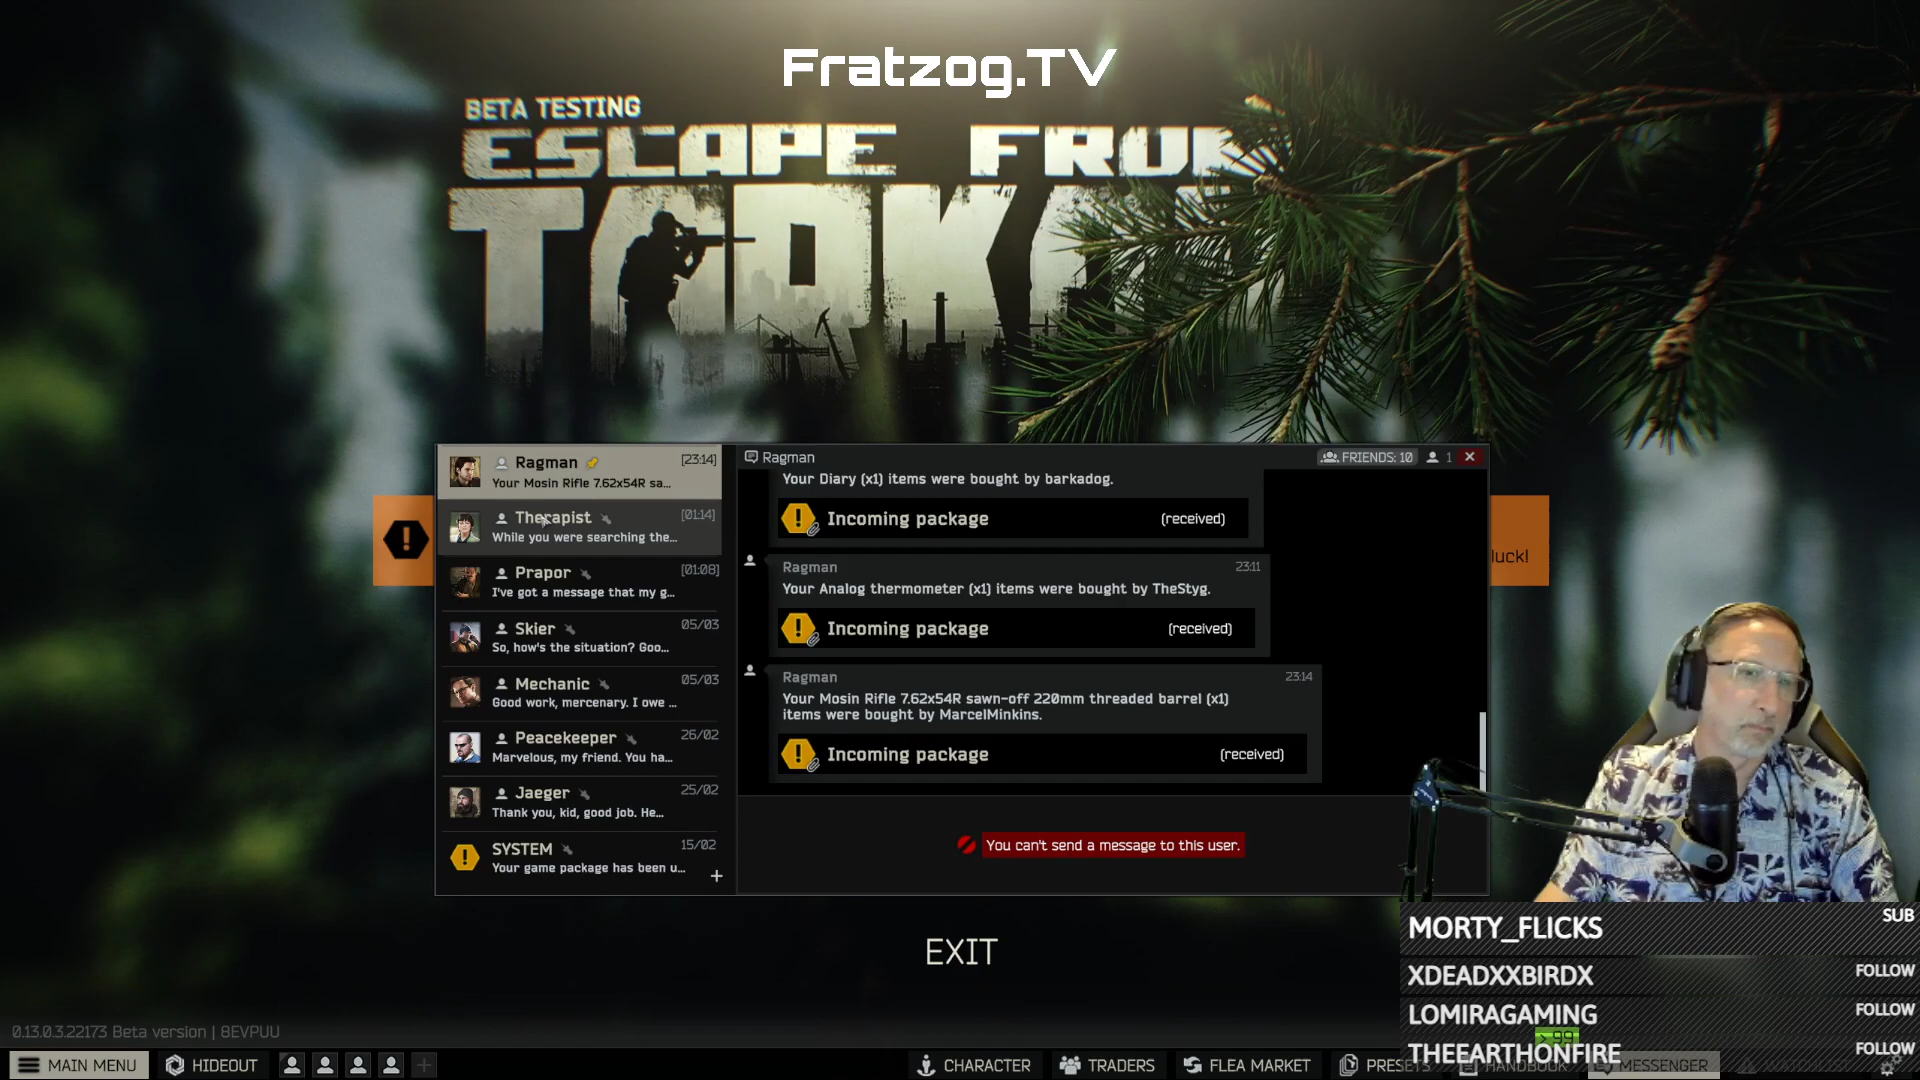 Fratzog.TV
BETA TESTING
ESCAPE FROM
TARKOV
Ragman [23:14]
Your Mosin Rifle 7.62x54R sa...
Therapist [01:14]
While you were searching the...
Prapor [01:08]
I've got a message that my g...
Skier 05/03
So, how's the situation? Goo...
Mechanic 05/03
Good work, mercenary. I owe ...
Peacekeeper 26/02
Marvelous, my friend. You ha...
Jaeger 25/02
Thank you, kid, good job. He...
SYSTEM 15/02
Your game package has been u...
+
Ragman FRIENDS: 10 1
Your Diary (x1) items were bought by barkadog.
Incoming package (received)
Ragman 23:11
Your Analog thermometer (x1) items were bought by TheStyg.
Incoming package (received)
Ragman 23:14
Your Mosin Rifle 7.62x54R sawn-off 220mm threaded barrel (x1)
items were bought by MarcelMinkins.
Incoming package (received)
You can't send a message to this user.
luck!
EXIT
MORTY_FLICKS SUB
XDEADXXBIRDX FOLLOW
LOMIRAGAMING FOLLOW
> 99
THEEARTHONFIRE FOLLOW
0.13.0.3.22173 Beta version | 8EVPUU
MAIN MENU HIDEOUT CHARACTER TRADERS FLEA MARKET PRESETS HANDBOOK MESSENGER